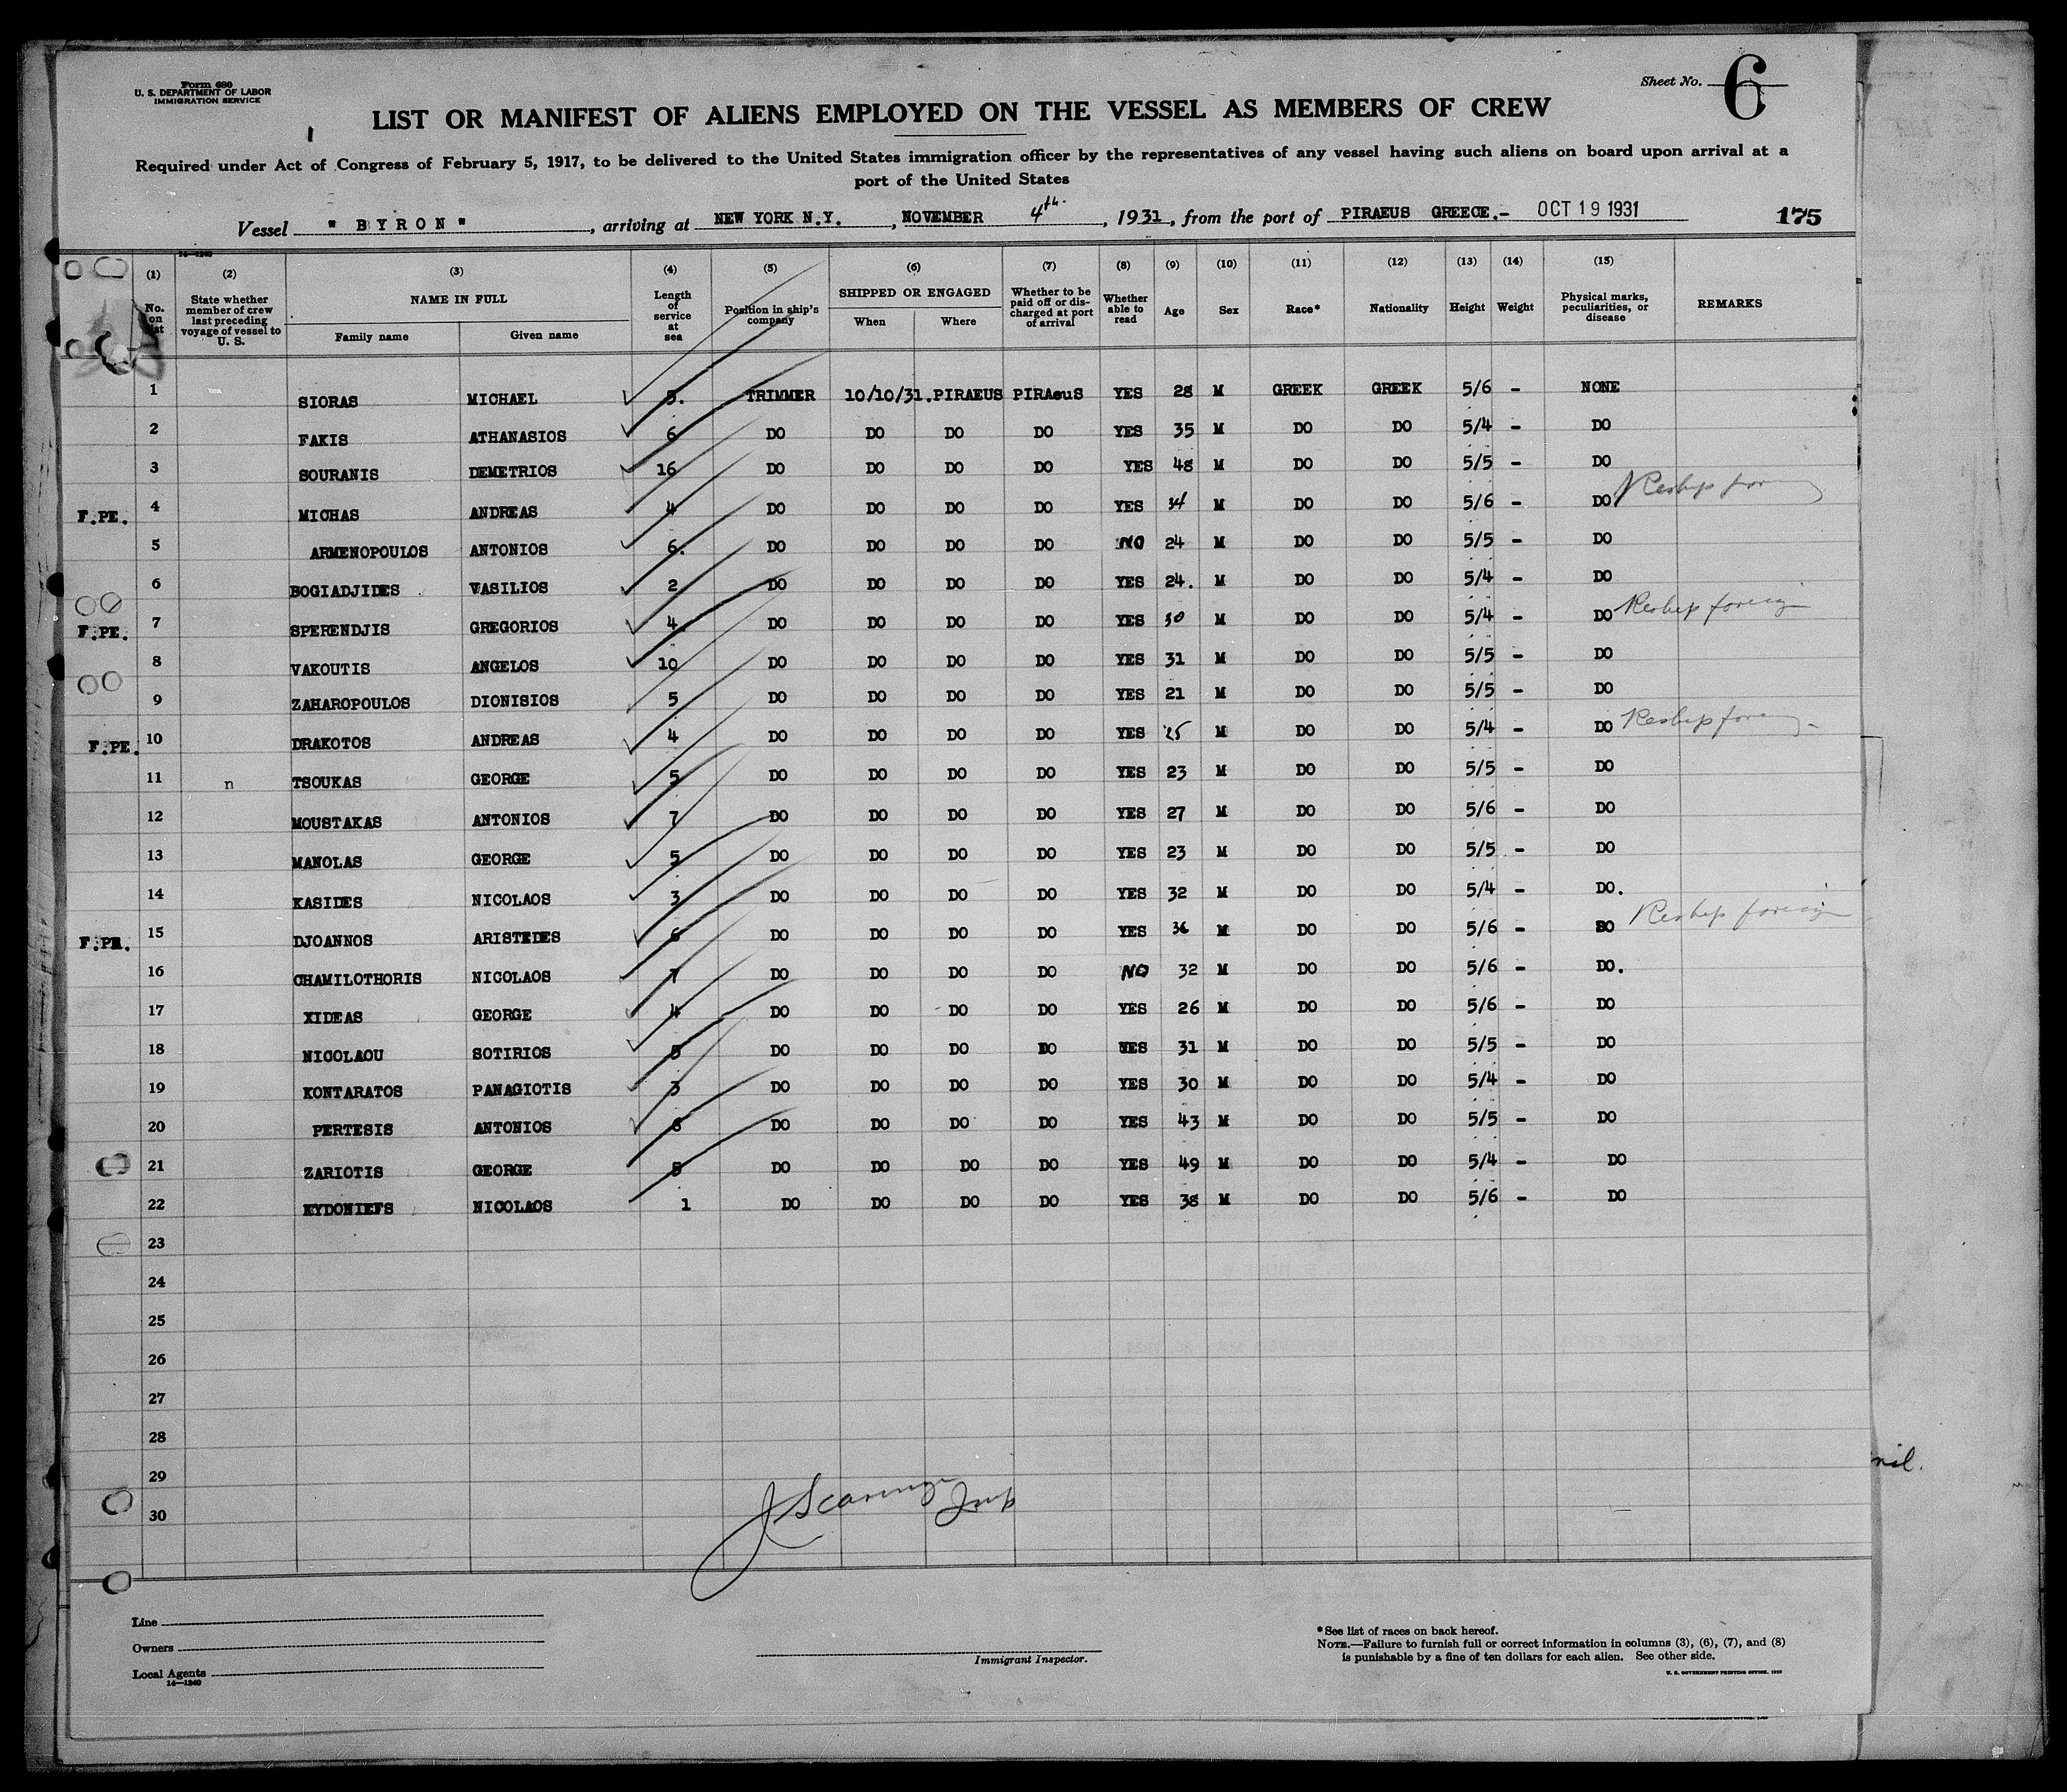 Form 680
U. S. DEPARTMENT OF LABOR
IMMIGRATION SERVICE
Sheet No. 6
LIST OR MANIFEST OF ALIENS EMPLOYED ON THE VESSEL AS MEMBERS OF CREW
Required under Act of Congress of February 5, 1917, to be delivered to the United States immigration officer by the representatives of any vessel having such aliens on board upon arrival at a
port of the United States
Vessel "BYRON", arriving at NEW YORK N.Y., NOVEMBER 4th., 1931, from the port of PIRAEUS GREECE.- OCT 19 1931 175
14—1240
(1) (2) (3) (4) (5) (6) (7) (8) (9) (10) (11) (12) (13) (14) (15)
No. on list State whether member of crew last preceding voyage of vessel to U. S. NAME IN FULL Length of service at sea Position in ship's company SHIPPED OR ENGAGED Whether to be paid off or discharged at port of arrival Whether able to read Age Sex Race* Nationality Height Weight Physical marks, peculiarities, or disease REMARKS
Family name Given name When Where
1 SIORAS MICHAEL 5. TRIMMER 10/10/31. PIRAEUS PIRAeuS YES 28 M GREEK GREEK 5/6 - NONE
2 FAKIS ATHANASIOS 6 DO DO DO DO YES 35 M DO DO 5/4 - DO
3 SOURANIS DEMETRIOS 16 DO DO DO DO YES 48 M DO DO 5/5 - DO
F.PE. 4 MICHAS ANDREAS 4 DO DO DO DO YES 34 M DO DO 5/6 - DO Reship foreign
5 ARMENOPOULOS ANTONIOS 6. DO DO DO DO NO 24 M DO DO 5/5 - DO
6 BOGIADJIDES VASILIOS 2 DO DO DO DO YES 24. M DO DO 5/4 - DO
F.PE. 7 SPERENDJIS GREGORIOS 4 DO DO DO DO YES 30 M DO DO 5/4 - DO Reship foreign
8 VAKOUTIS ANGELOS 10 DO DO DO DO YES 31 M DO DO 5/5 - DO
9 ZAHAROPOULOS DIONISIOS 5 DO DO DO DO YES 21 M DO DO 5/5 - DO
F.PE. 10 DRAKOTOS ANDREAS 4 DO DO DO DO YES 25 M DO DO 5/4 - DO Reship foreign
11 n TSOUKAS GEORGE 5 DO DO DO DO YES 23 M DO DO 5/5 - DO
12 MOUSTAKAS ANTONIOS 7 DO DO DO DO YES 27 M DO DO 5/6 - DO
13 MANOLAS GEORGE 5 DO DO DO DO YES 23 M DO DO 5/5 - DO
14 KASIDES NICOLAOS 3 DO DO DO DO YES 32 M DO DO 5/4 - DO.
F.PE. 15 DJOANNOS ARISTEDES 6 DO DO DO DO YES 36 M DO DO 5/6 - DO Reship foreign
16 CHAMILOTHORIS NICOLAOS 7 DO DO DO DO NO 32 M DO DO 5/6 - DO.
17 XIDEAS GEORGE 4 DO DO DO DO YES 26 M DO DO 5/6 - DO
18 NICOLAOU SOTIRIOS 5 DO DO DO DO YES 31 M DO DO 5/5 - DO
19 KONTARATOS PANAGIOTIS 3 DO DO DO DO YES 30 M DO DO 5/4 - DO
20 PERTESIS ANTONIOS DO DO DO DO YES 43 M DO DO 5/5 - DO
21 ZARIOTIS GEORGE 5 DO DO DO DO YES 49 M DO DO 5/4 - DO
22 KYDONIEFS NICOLAOS 1 DO DO DO DO YES 38 M DO DO 5/6 - DO
23
24
25
26
27
28
29
30
nil.
Line
Owners
Local Agents
14—1240
Immigrant Inspector.
*See list of races on back hereof.
NOTE.—Failure to furnish full or correct information in columns (3), (6), (7), and (8)
is punishable by a fine of ten dollars for each alien. See other side.
U. S. GOVERNMENT PRINTING OFFICE